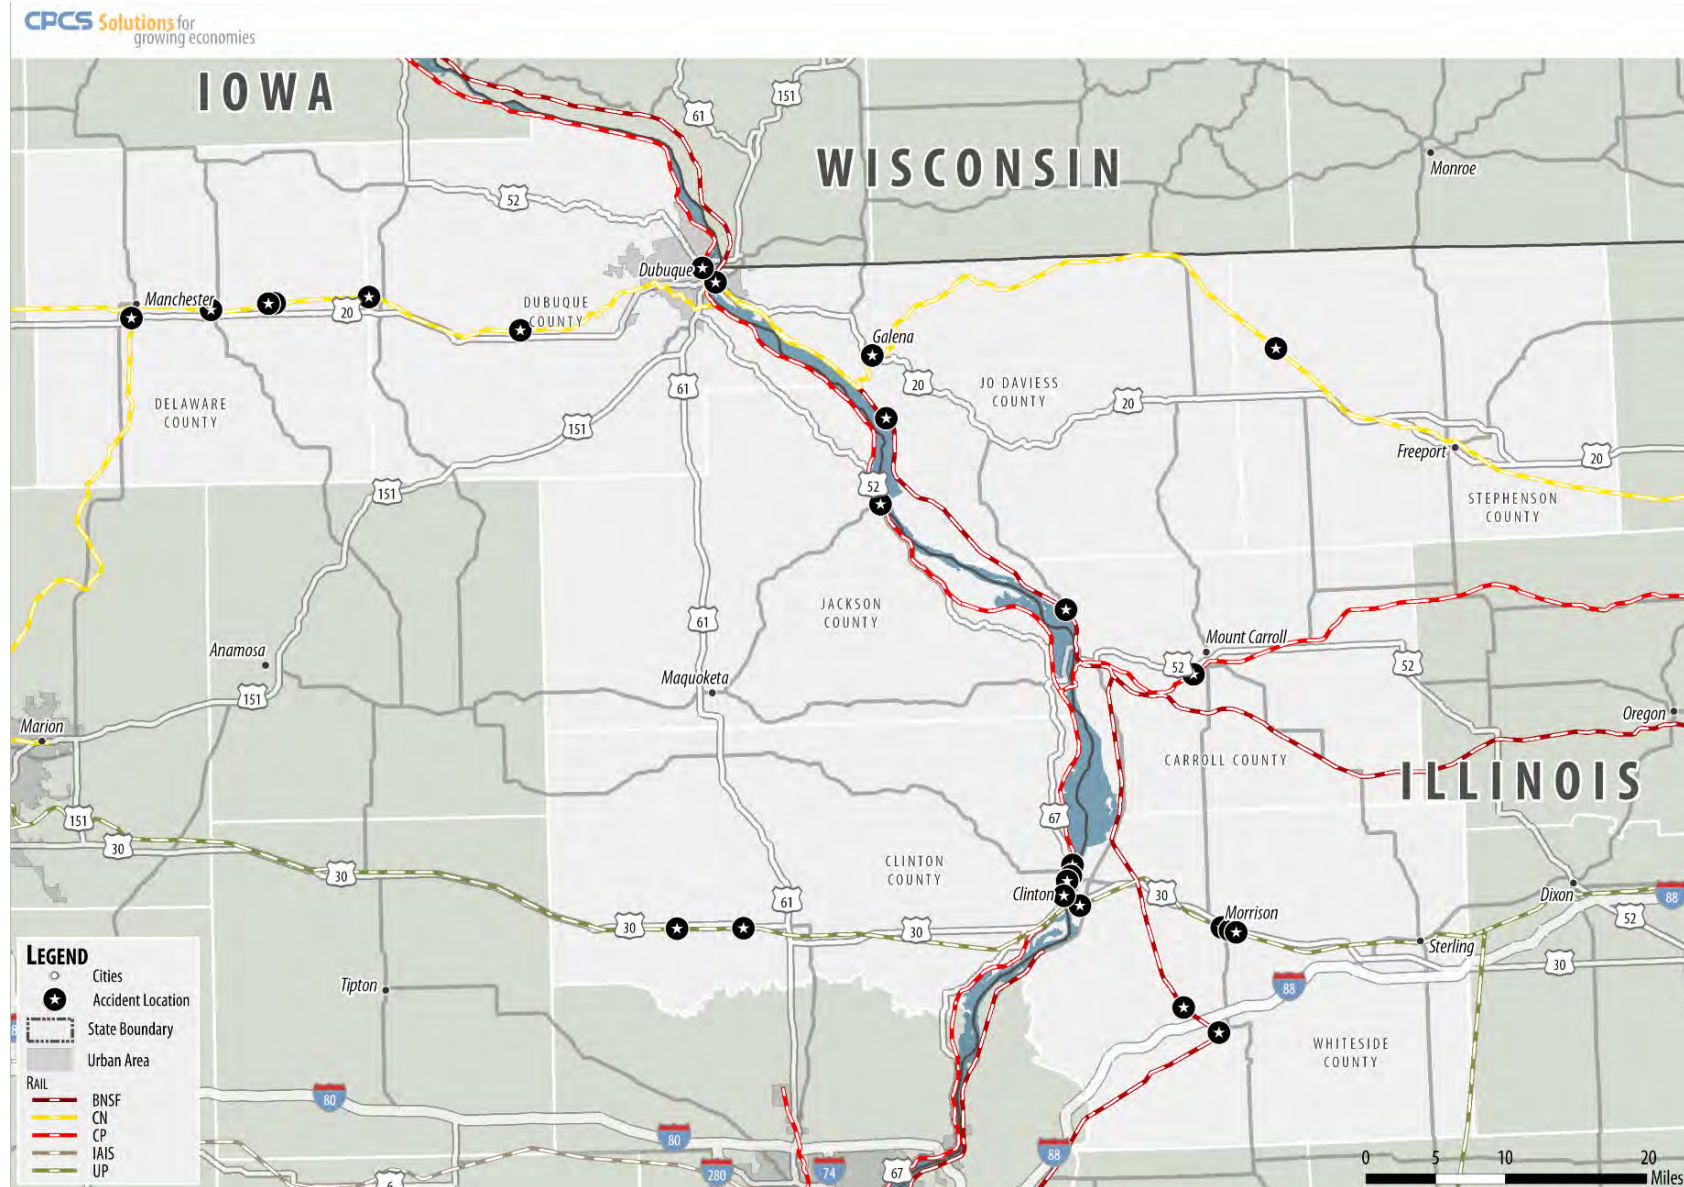 CPCS Solutions for
growing economies
IOWA
WISCONSIN
61
151
Monroe
52
Dubuque
Manchester
20
DUBUQUE
COUNTY
Galena
61
20
JO DAVIESS
COUNTY
20
DELAWARE
COUNTY
151
Freeport
20
151
52
STEPHENSON
COUNTY
JACKSON
COUNTY
61
Mount Carroll
52
52
Anamosa
Maquoketa
151
Marion
Oregon
CARROLL COUNTY
ILLINOIS
151
67
30
30
CLINTON
COUNTY
Clinton
30
Dixon
88
61
52
30
30
Morrison
Sterling
30
LEGEND
Cities
Accident Location
State Boundary
Urban Area
RAIL
BNSF
CN
CP
IAIS
UP
Tipton
88
WHITESIDE
COUNTY
80
80
280
74
67
88
6
0 5 10 20
Miles